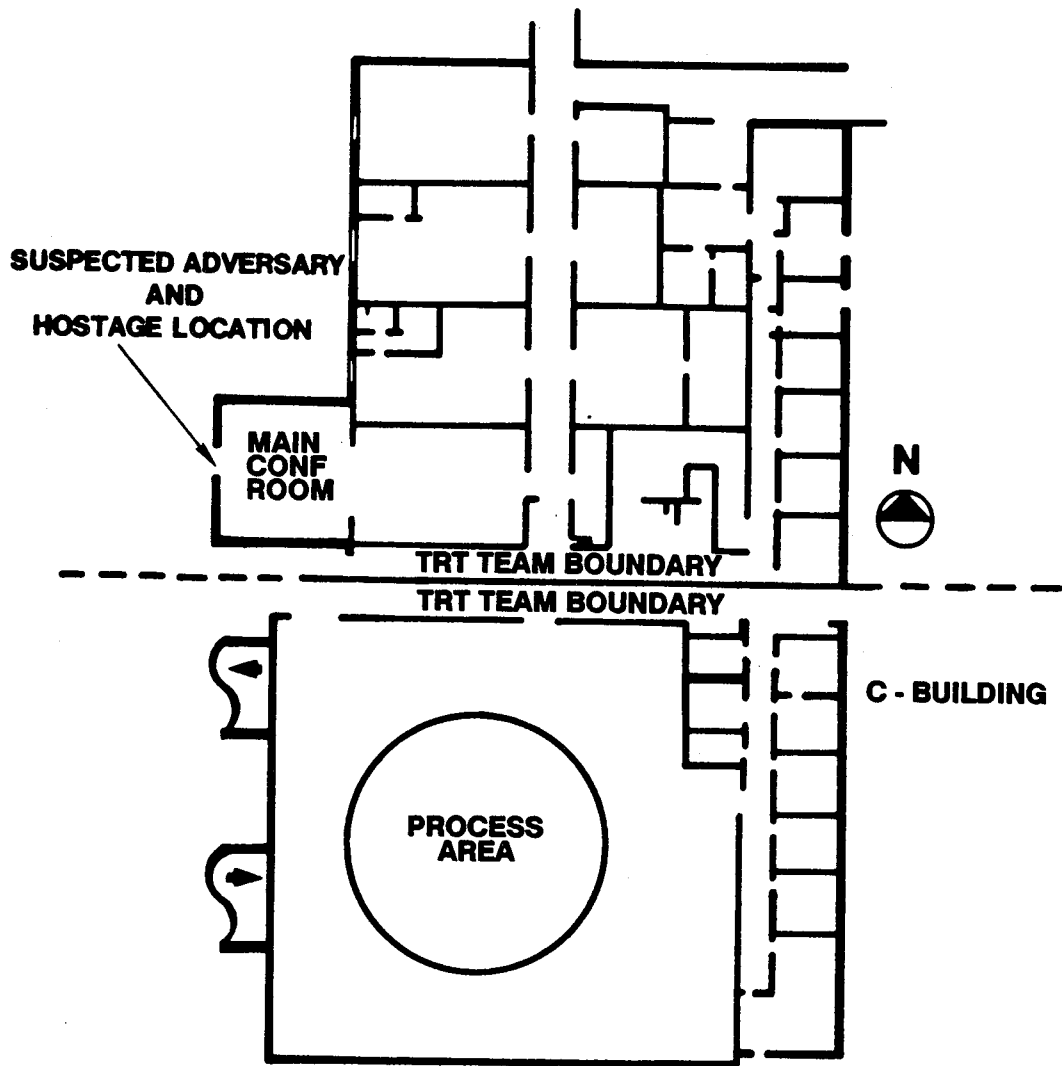 SUSPECTED ADVERSARY
AND
HOSTAGE LOCATION
MAIN
CONF
ROOM
N
TRT TEAM BOUNDARY
TRT TEAM BOUNDARY
C - BUILDING
PROCESS
AREA